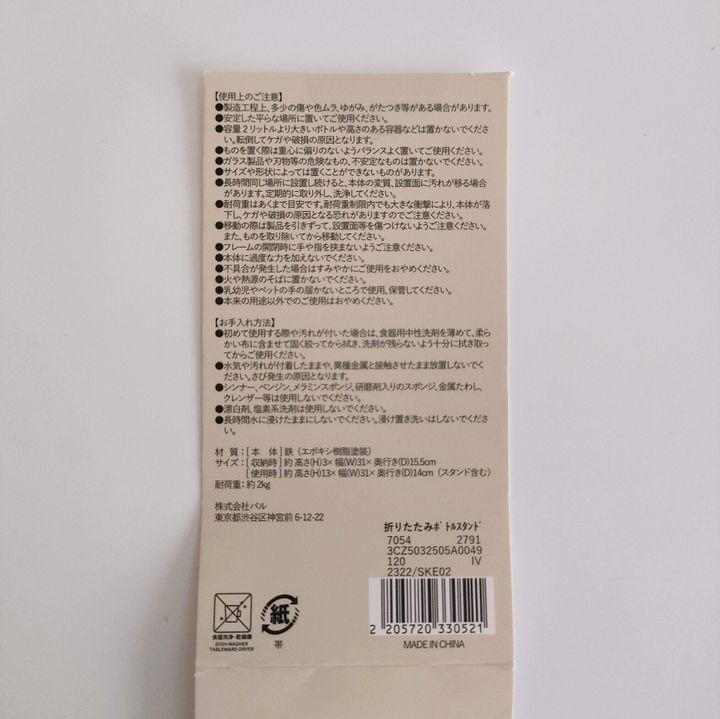 【使用上のご注意】
●製造工程上、多少の傷や色ムラ、ゆがみ、がたつき等がある場合があります。
●安定した平らな場所に置いてご使用ください。
●容量2リットルより大きいボトルや高さのある容器などは置かないでくださ
い。転倒してケガや破損の原因となります。
●ものを置く際は重心に偏りのないようバランスよく置いてご使用ください。
●ガラス製品や刃物等の危険なもの、不安定なものは置かないでください。
●サイズや形状によっては置くことができないものがあります。
●長時間同じ場所に設置し続けると、本体の変質、設置面に汚れが移る場合
があります。定期的に取り外し、洗浄してください。
●耐荷重はあくまで目安です。耐荷重制限内でも大きな衝撃により、本体が落
下し、ケガや破損の原因となる恐れがありますのでご注意ください。
●移動の際は製品を引きずって、設置面等を傷つけないようご注意ください。
また、ものを取り除いてから移動してください。
●フレームの開閉時に手や指を挟まないようご注意ください。
●本体に過度な力を加えないでください。
●不具合が発生した場合はすみやかにご使用をおやめください。
●火や熱源のそばに置かないでください。
●乳幼児やペットの手の届かないところで使用、保管してください。
●本来の用途以外でのご使用はおやめください。
【お手入れ方法】
●初めて使用する際や汚れが付いた場合は、食器用中性洗剤を薄めて、柔ら
かい布に含ませて固く絞ってから拭き、洗剤が残らないよう十分に拭き取っ
てからご使用ください。
●水気や汚れが付着したままや、異種金属と接触させたまま放置しないでく
ださい。さび発生の原因となります。
●シンナー、ベンジン、メラミンスポンジ、研磨剤入りのスポンジ、金属たわし、
クレンザー等は使用しないでください。
●漂白剤、塩素系洗剤は使用しないでください。
●長時間水に浸けたままにしないでください。浸け置き洗いはしないでくださ
い。
材 質：[本 体] 鉄（エポキシ樹脂塗装）
サイズ：[収納時] 約 高さ(H)3×幅(W)31×奥行き(D)15.5cm
[使用時] 約 高さ(H)13×幅(W)31×奥行き(D)14cm（スタンド含む）
耐荷重：約2kg
株式会社パル
東京都渋谷区神宮前 6-12-22
折りたたみﾎﾞﾄﾙｽﾀﾝﾄﾞ
7054 2791
3CZ5032505A0049
120 IV
2322/SKE02
2 205720 330521
MADE IN CHINA
食器洗浄・乾燥機
DISH-WASHER
TABLEWARE-DRYER
紙
帯